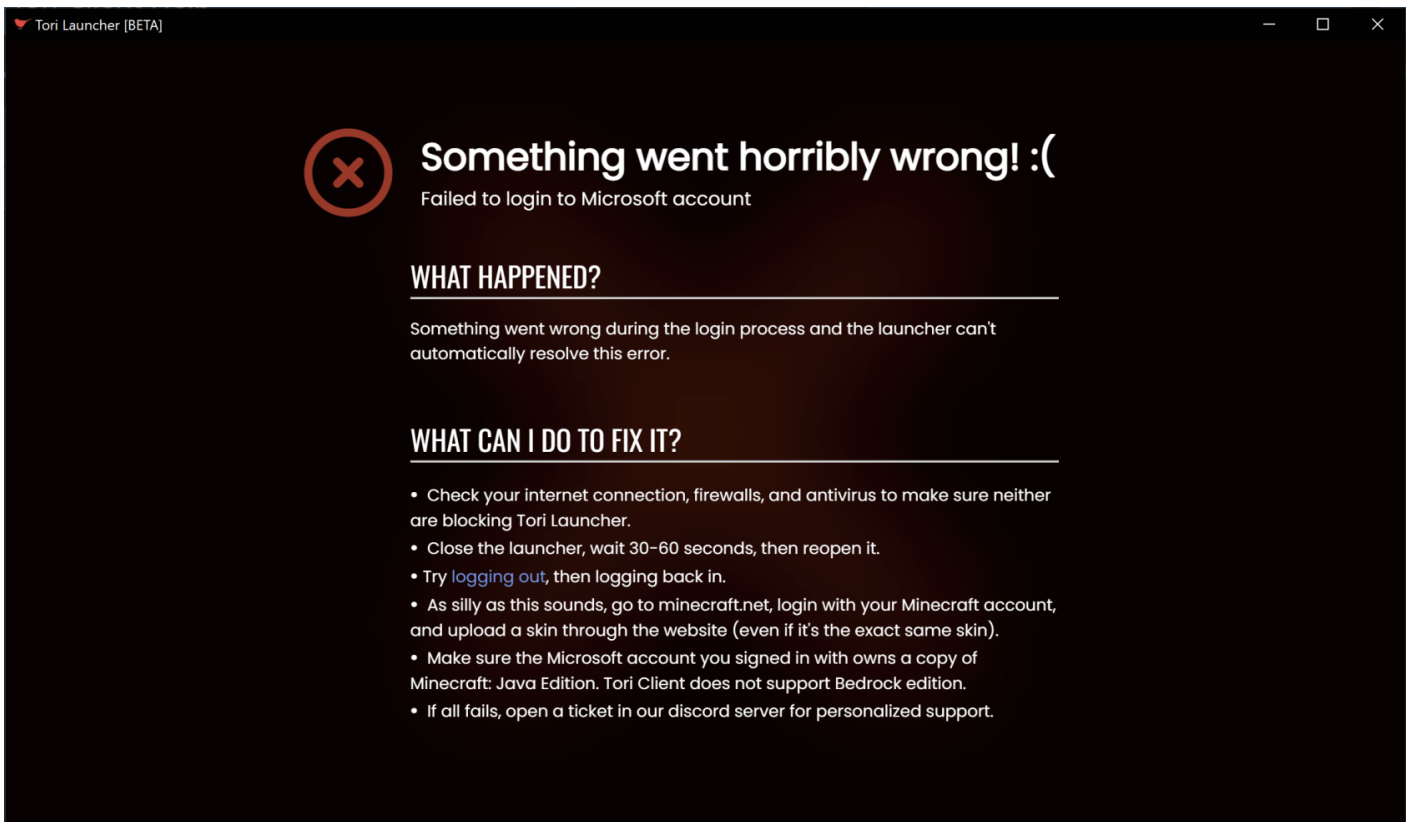 Tori Launcher [BETA]
Something went horribly wrong! :(
Failed to login to Microsoft account
WHAT HAPPENED?
Something went wrong during the login process and the launcher can't
automatically resolve this error.
WHAT CAN I DO TO FIX IT?
• Check your internet connection, firewalls, and antivirus to make sure neither
are blocking Tori Launcher.
• Close the launcher, wait 30-60 seconds, then reopen it.
• Try logging out, then logging back in.
• As silly as this sounds, go to minecraft.net, login with your Minecraft account,
and upload a skin through the website (even if it's the exact same skin).
• Make sure the Microsoft account you signed in with owns a copy of
Minecraft: Java Edition. Tori Client does not support Bedrock edition.
• If all fails, open a ticket in our discord server for personalized support.